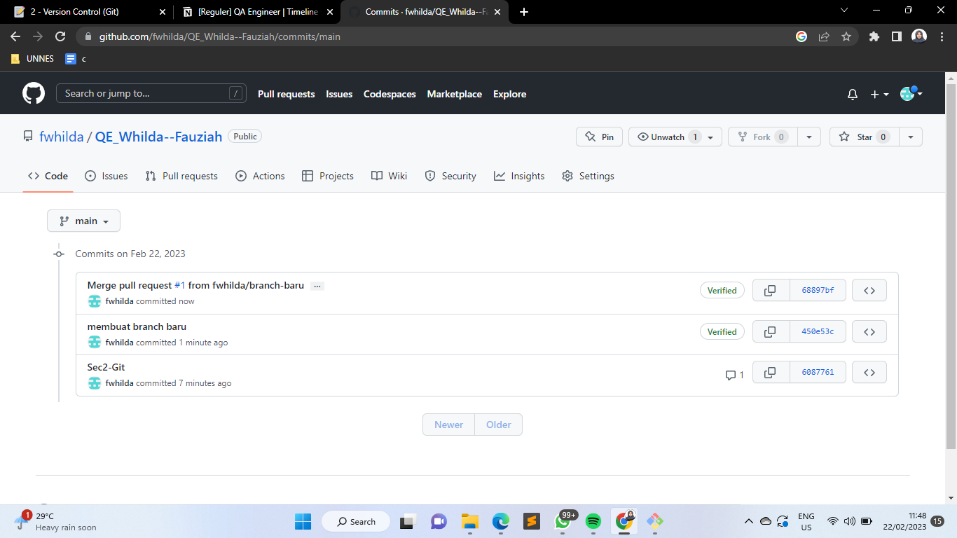 2 - Version Control (Git)
[Reguler] QA Engineer | Timeline
Commits · fwhilda/QE_Whilda--F
github.com/fwhilda/QE_Whilda--Fauziah/commits/main
UNNES
c
Search or jump to...
/
Pull requests Issues Codespaces Marketplace Explore
fwhilda / QE_Whilda--Fauziah Public
Pin
Unwatch 1
Fork 0
Star 0
Code Issues Pull requests Actions Projects Wiki Security Insights Settings
main
Commits on Feb 22, 2023
Merge pull request #1 from fwhilda/branch-baru ...
fwhilda committed now
Verified 68897bf
membuat branch baru
fwhilda committed 1 minute ago
Verified 450e53c
Sec2-Git
fwhilda committed 7 minutes ago
1 6087761
Newer Older
1
29°C
Heavy rain soon
Search
99+
ENG
US
11:48
22/02/2023
15